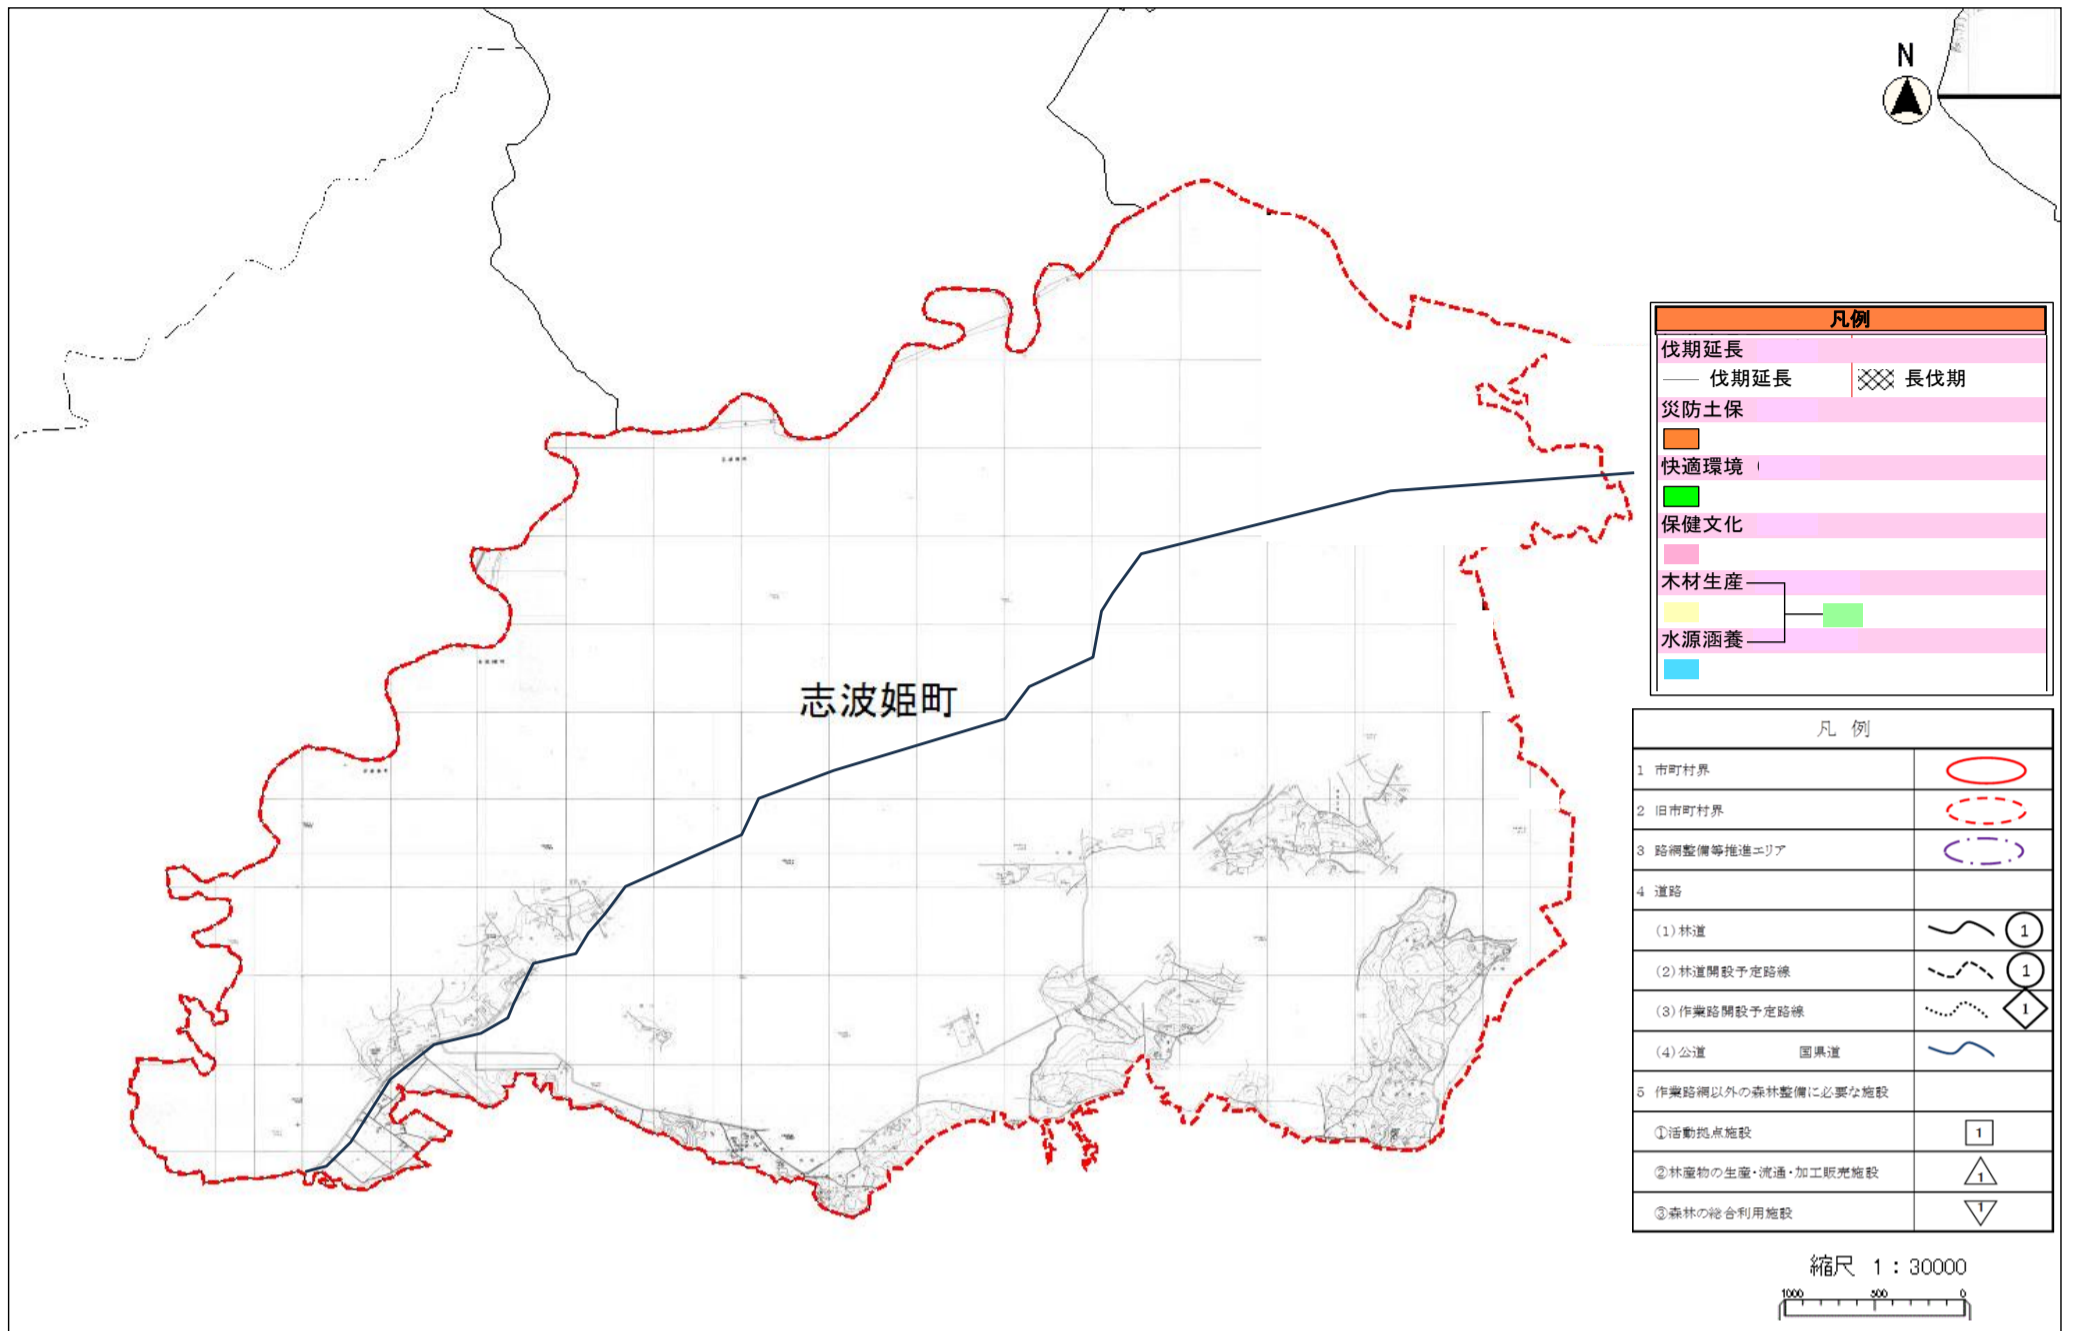 N
志波姫町
凡例
伐期延長
伐期延長 長伐期
災防土保
快適環境（
保健文化
木材生産
水源涵養
凡 例
1 市町村界
2 旧市町村界
3 路網整備等推進エリア
4 道路
(1)林道 1
(2)林道開設予定路線 1
(3)作業路開設予定路線 1
(4)公道 国県道
5 作業路網以外の森林整備に必要な施設
①活動拠点施設 1
②林産物の生産・流通・加工販売施設 1
③森林の総合利用施設 1
縮尺 1：30000
1000 500 0